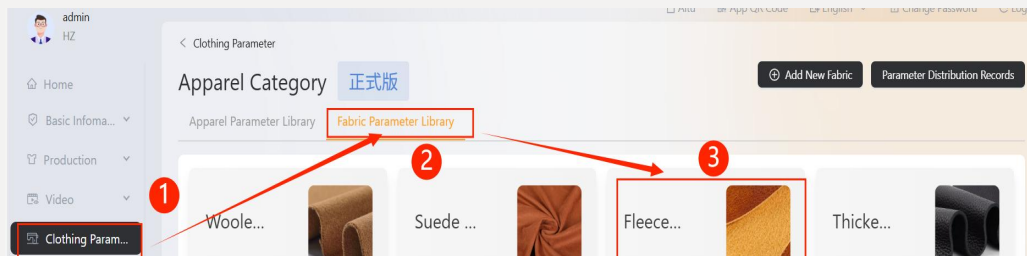 admin
HZ
App QR Code English Change Password
< Clothing Parameter
Apparel Category 正式版
Add New Fabric Parameter Distribution Records
Home
Apparel Parameter Library Fabric Parameter Library
Basic Infoma...
2
3
Production
1
Video
Woole... Suede ... Fleece... Thicke...
Clothing Param...